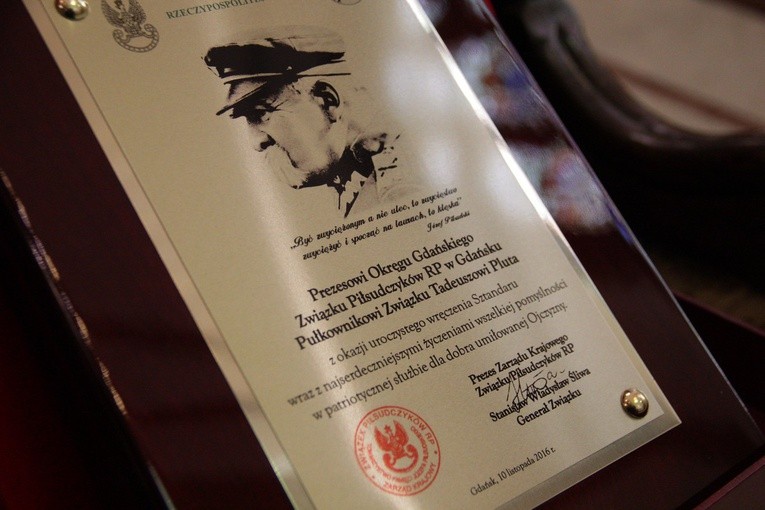 RZECZYPOSPOLITEJ
„Być zwyciężonym a nie ulec, to zwycięstwo
zwyciężyć i spocząć na laurach, to klęska"
Józef Piłsudski
Prezesowi Okręgu Gdańskiego
Związku Piłsudczyków RP w Gdańsku
Pułkownikowi Związku Tadeuszowi Pluta
z okazji uroczystego wręczenia Sztandaru
wraz z najserdeczniejszymi życzeniami wszelkiej pomyślności
w patriotycznej służbie dla dobra umiłowanej Ojczyzny.
Prezes Zarządu Krajowego
Związku Piłsudczyków RP
Stanisław Władysław Śliwa
Generał Związku
ZWIĄZEK PIŁSUDCZYKÓW RP
ZARZĄD KRAJOWY
Gdańsk, 10 listopada 2016 r.